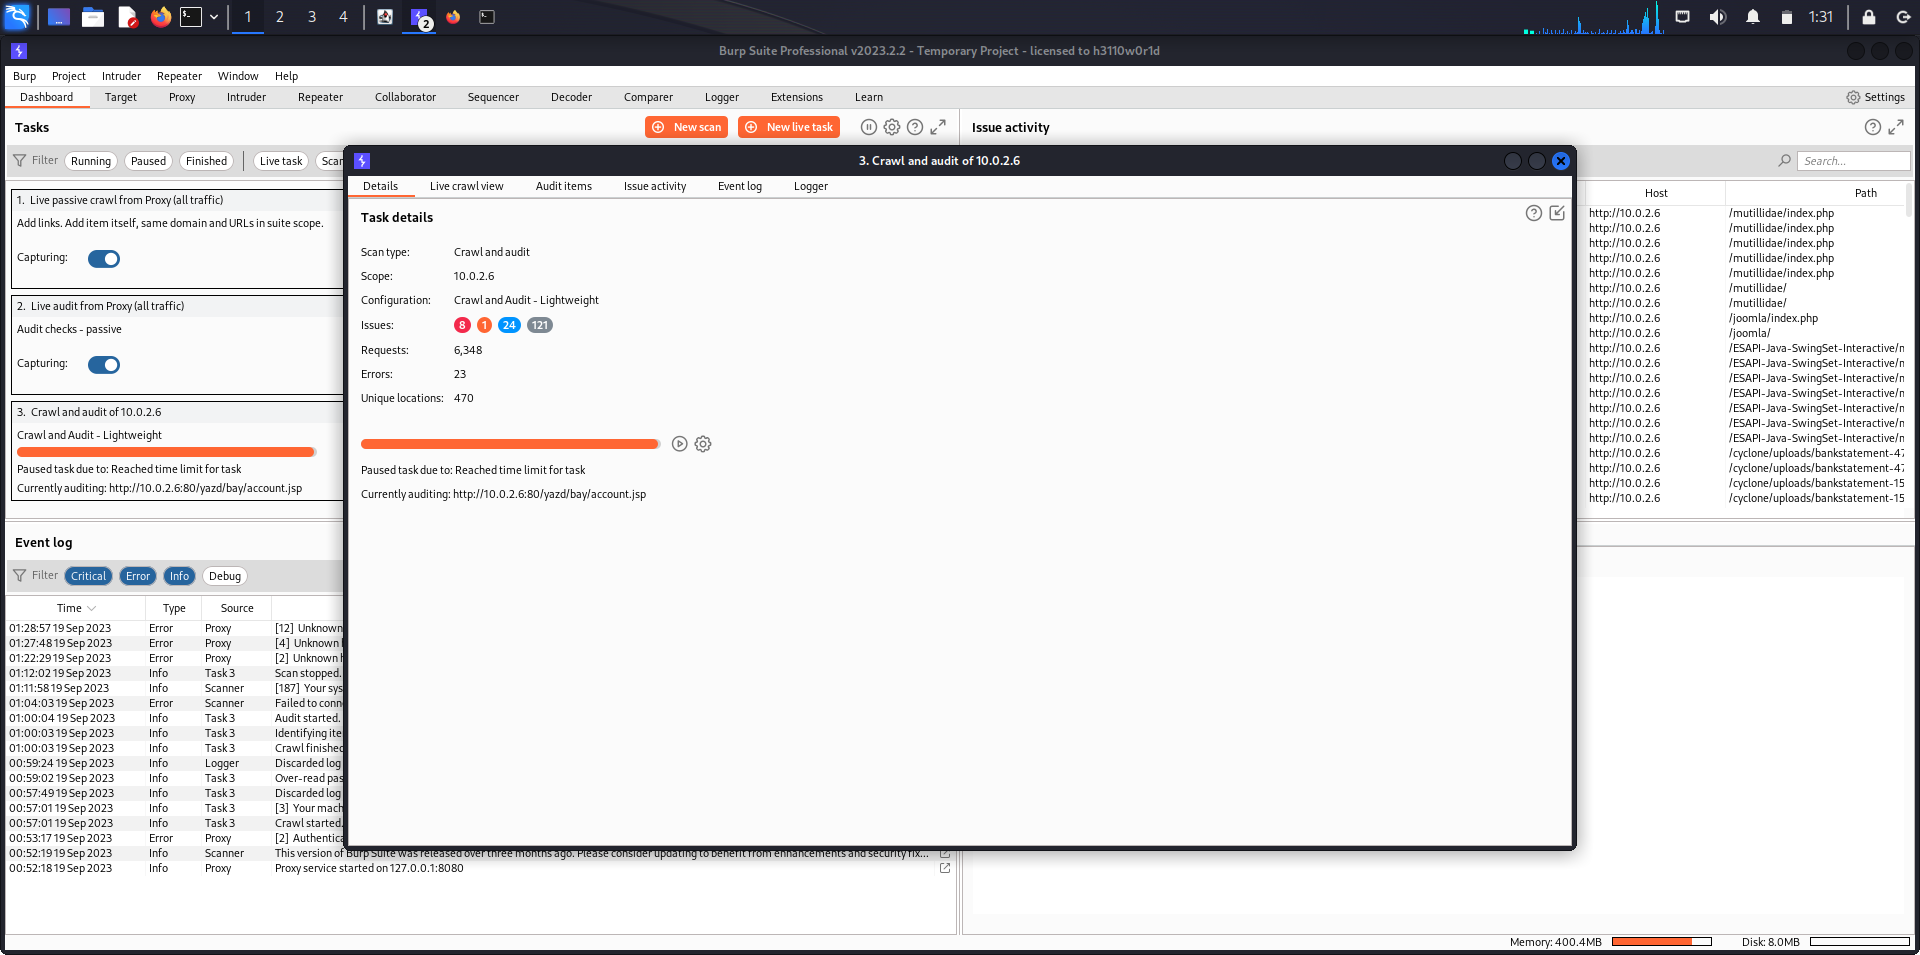 1 2 3 4 2 1:31
Burp Suite Professional v2023.2.2 - Temporary Project - licensed to h3110w0r1d
Burp Project Intruder Repeater Window Help
Dashboard Target Proxy Intruder Repeater Collaborator Sequencer Decoder Comparer Logger Extensions Learn Settings
Tasks New scan New live task
Filter Running Paused Finished Live task Scan
1. Live passive crawl from Proxy (all traffic)
Add links. Add item itself, same domain and URLs in suite scope.
Capturing:
2. Live audit from Proxy (all traffic)
Audit checks - passive
Capturing:
3. Crawl and audit of 10.0.2.6
Crawl and Audit - Lightweight
Paused task due to: Reached time limit for task
Currently auditing: http://10.0.2.6:80/yazd/bay/account.jsp
3. Crawl and audit of 10.0.2.6
Details Live crawl view Audit items Issue activity Event log Logger
Task details
Scan type: Crawl and audit
Scope: 10.0.2.6
Configuration: Crawl and Audit - Lightweight
Issues: 8 1 24 121
Requests: 6,348
Errors: 23
Unique locations: 470
Paused task due to: Reached time limit for task
Currently auditing: http://10.0.2.6:80/yazd/bay/account.jsp
Issue activity
Search...
Host Path
http://10.0.2.6 /mutillidae/index.php
http://10.0.2.6 /mutillidae/index.php
http://10.0.2.6 /mutillidae/index.php
http://10.0.2.6 /mutillidae/index.php
http://10.0.2.6 /mutillidae/index.php
http://10.0.2.6 /mutillidae/
http://10.0.2.6 /mutillidae/
http://10.0.2.6 /joomla/index.php
http://10.0.2.6 /joomla/
http://10.0.2.6 /ESAPI-Java-SwingSet-Interactive/
http://10.0.2.6 /ESAPI-Java-SwingSet-Interactive/
http://10.0.2.6 /ESAPI-Java-SwingSet-Interactive/
http://10.0.2.6 /ESAPI-Java-SwingSet-Interactive/
http://10.0.2.6 /ESAPI-Java-SwingSet-Interactive/
http://10.0.2.6 /ESAPI-Java-SwingSet-Interactive/
http://10.0.2.6 /ESAPI-Java-SwingSet-Interactive/
http://10.0.2.6 /cyclone/uploads/bankstatement-47
http://10.0.2.6 /cyclone/uploads/bankstatement-47
http://10.0.2.6 /cyclone/uploads/bankstatement-15
http://10.0.2.6 /cyclone/uploads/bankstatement-15
Event log
Filter Critical Error Info Debug
Time Type Source
01:28:57 19 Sep 2023 Error Proxy [12] Unknown
01:27:48 19 Sep 2023 Error Proxy [4] Unknown
01:22:29 19 Sep 2023 Error Proxy [2] Unknown
01:12:02 19 Sep 2023 Info Task 3 Scan stopped.
01:11:58 19 Sep 2023 Info Scanner [187] Your sys
01:04:03 19 Sep 2023 Error Scanner Failed to conn
01:00:04 19 Sep 2023 Info Task 3 Audit started.
01:00:03 19 Sep 2023 Info Task 3 Identifying ite
01:00:03 19 Sep 2023 Info Task 3 Crawl finished
00:59:24 19 Sep 2023 Info Logger Discarded log
00:59:02 19 Sep 2023 Info Task 3 Over-read pas
00:57:49 19 Sep 2023 Info Task 3 Discarded log
00:57:01 19 Sep 2023 Info Task 3 [3] Your mach
00:57:01 19 Sep 2023 Info Task 3 Crawl started.
00:53:17 19 Sep 2023 Error Proxy [2] Authentica
00:52:19 19 Sep 2023 Info Scanner This version of Burp Suite was released over three months ago. Please consider updating to benefit from enhancements and security fix...
00:52:18 19 Sep 2023 Info Proxy Proxy service started on 127.0.0.1:8080
Memory: 400.4MB Disk: 8.0MB